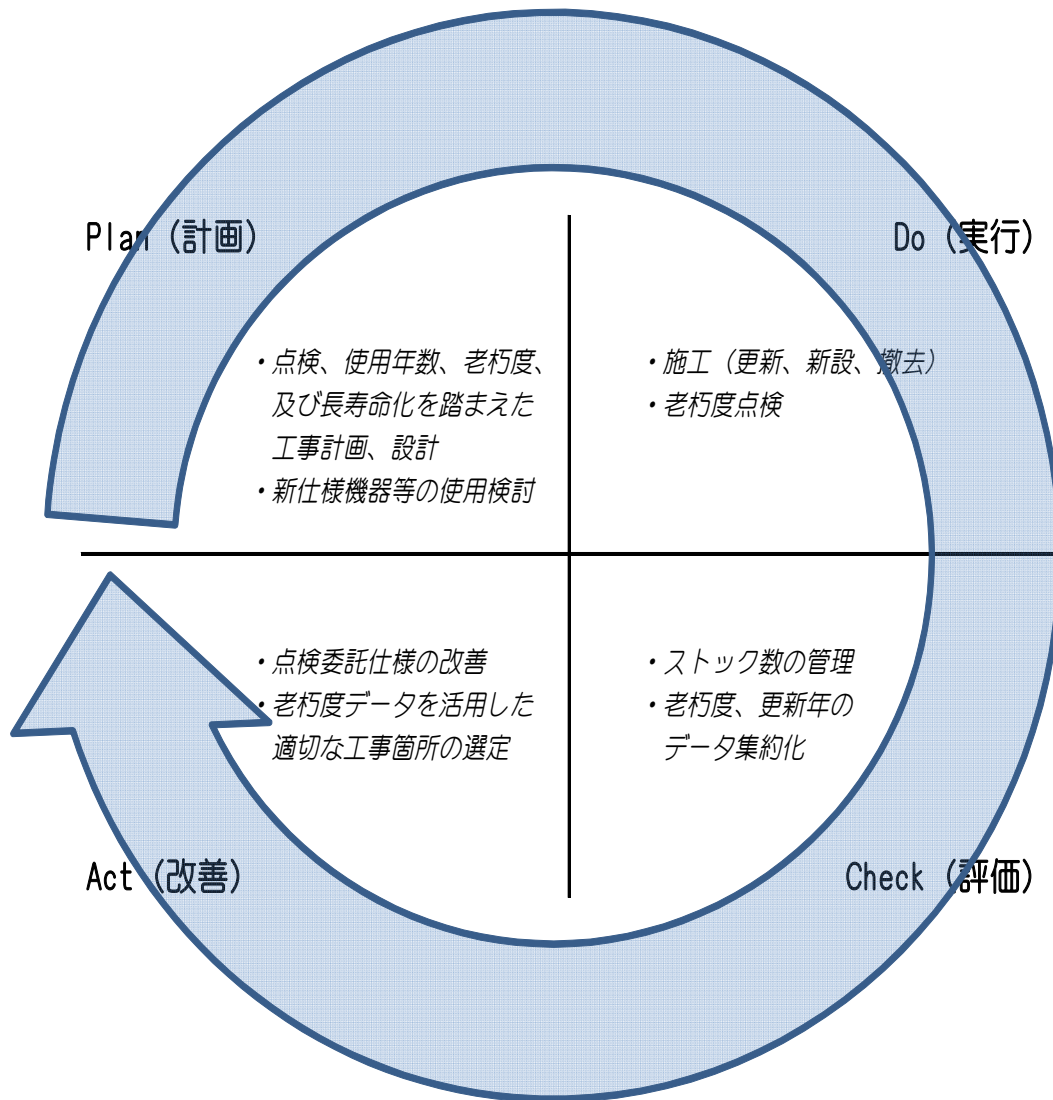 Plan (計画)
・点検、使用年数、老朽度、
及び長寿命化を踏まえた
工事計画、設計
・新仕様機器等の使用検討
Do (実行)
・施工（更新、新設、撤去）
・老朽度点検
・点検委託仕様の改善
・老朽度データを活用した
適切な工事箇所の選定
Act (改善)
・ストック数の管理
・老朽度、更新年の
データ集約化
Check (評価)